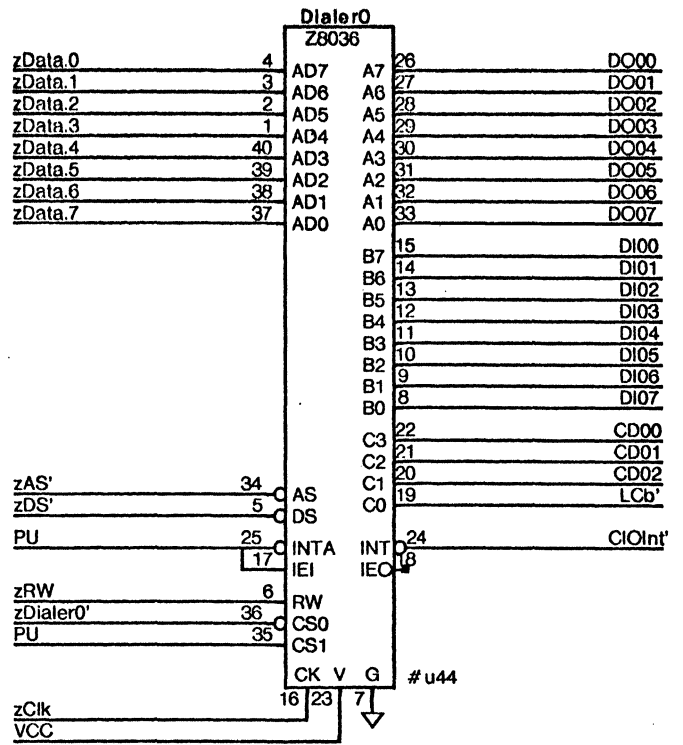 Dialer0
Z8036
zData.0 4 AD7 A7 26 DO00
zData.1 3 AD6 A6 27 DO01
zData.2 2 AD5 A5 28 DO02
zData.3 1 AD4 A4 29 DO03
zData.4 40 AD3 A3 30 DO04
zData.5 39 AD2 A2 31 DO05
zData.6 38 AD1 A1 32 DO06
zData.7 37 AD0 A0 33 DO07
B7 15 DI00
B6 14 DI01
B5 13 DI02
B4 12 DI03
B3 11 DI04
B2 10 DI05
B1 9 DI06
B0 8 DI07
C3 22 CD00
C2 21 CD01
C1 20 CD02
C0 19 LCb'
zAS' 34 AS
zDS' 5 DS
PU 25 INTA INT 24 CIOInt'
17 IEI IEO 18
zRW 6 RW
zDialer0' 36 CS0
PU 35 CS1
CK V G # u44
16 23 7
zClk
VCC